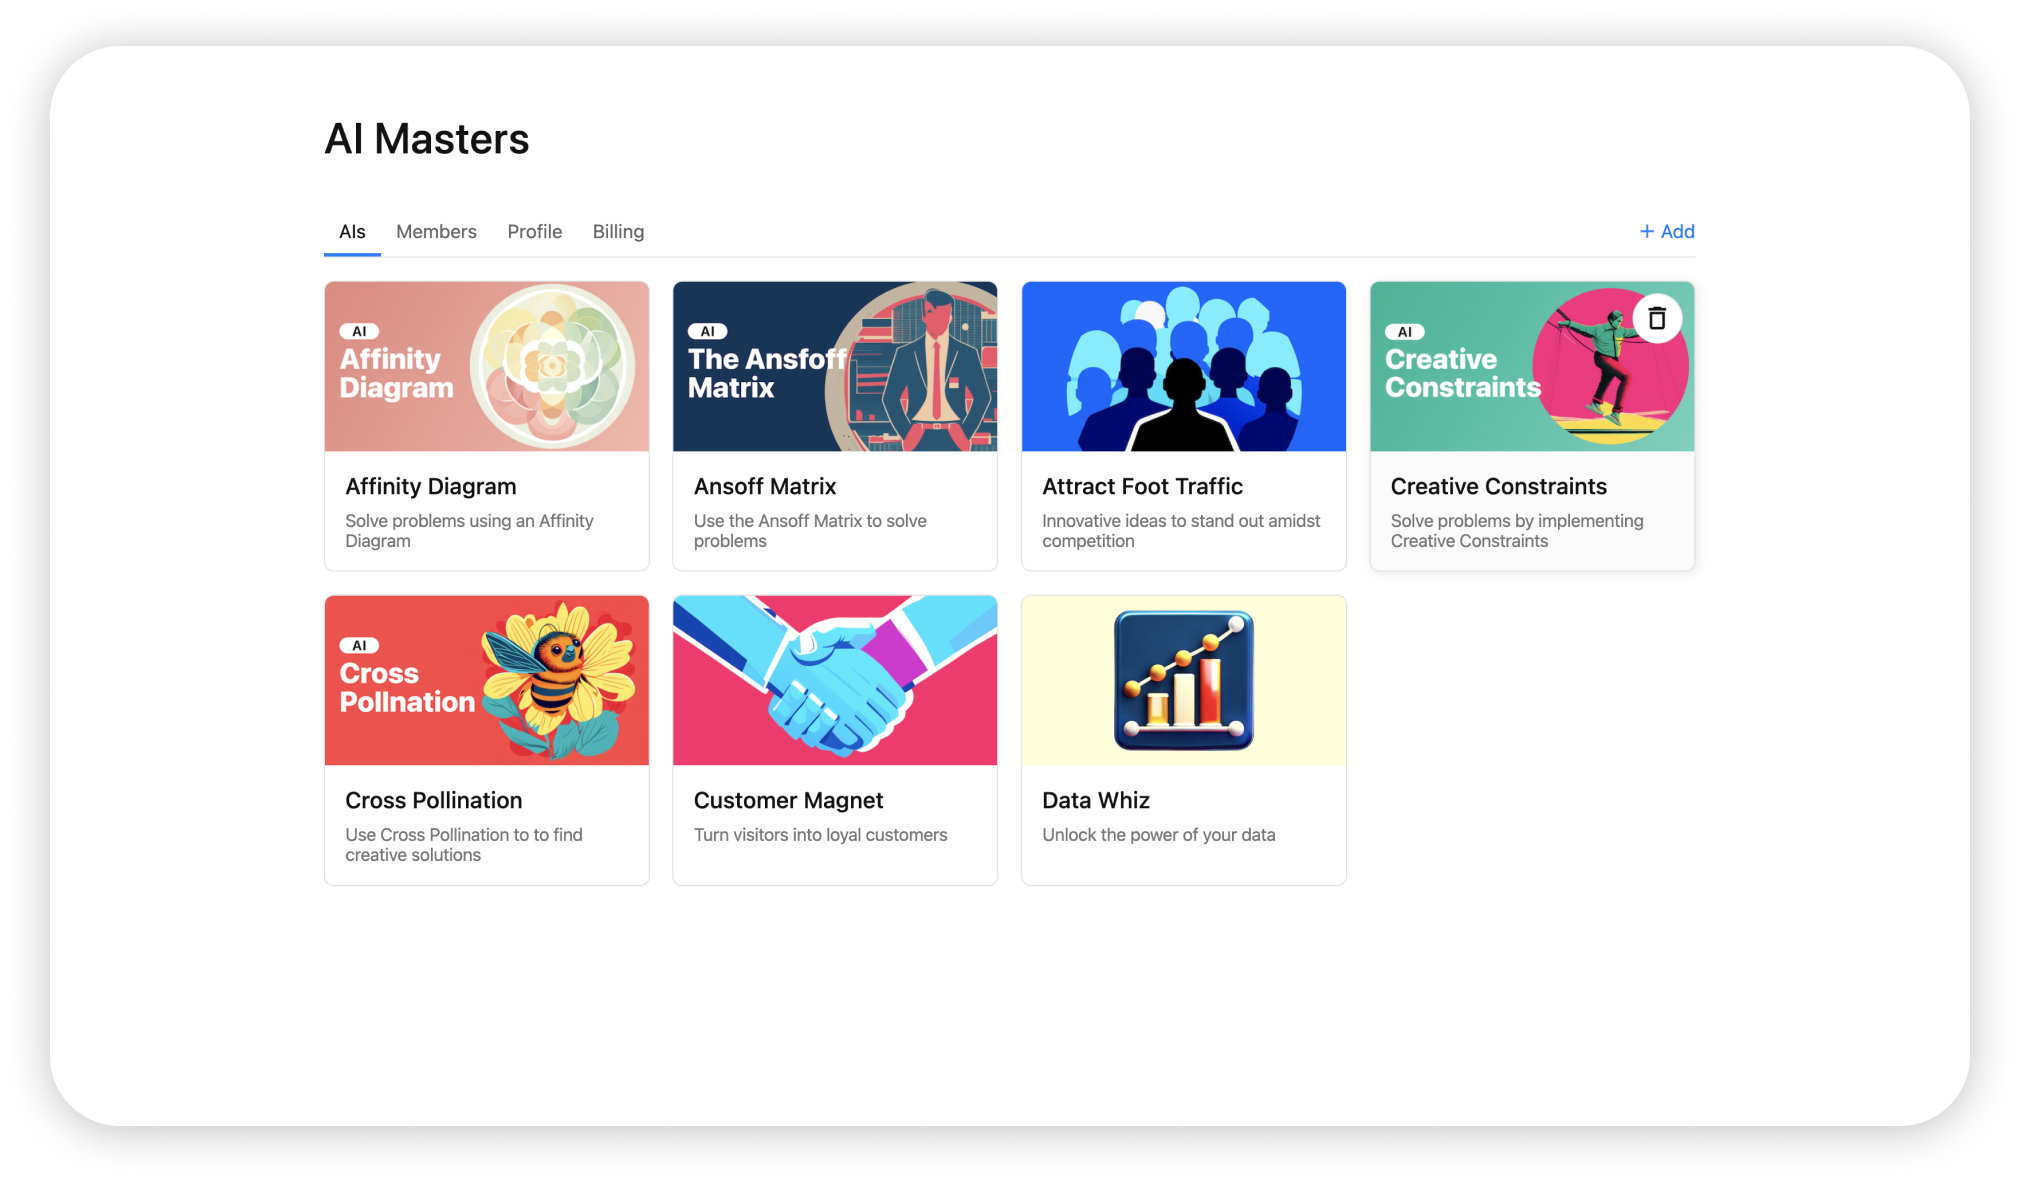 AI Masters
AIs
Members
Profile
Billing
+ Add
AI
Affinity
Diagram
Affinity Diagram
Solve problems using an Affinity
Diagram
AI
The Ansfoff
Matrix
Ansoff Matrix
Use the Ansoff Matrix to solve
problems
Attract Foot Traffic
Innovative ideas to stand out amidst
competition
AI
Creative
Constraints
Creative Constraints
Solve problems by implementing
Creative Constraints
AI
Cross
Pollnation
Cross Pollination
Use Cross Pollination to to find
creative solutions
Customer Magnet
Turn visitors into loyal customers
Data Whiz
Unlock the power of your data